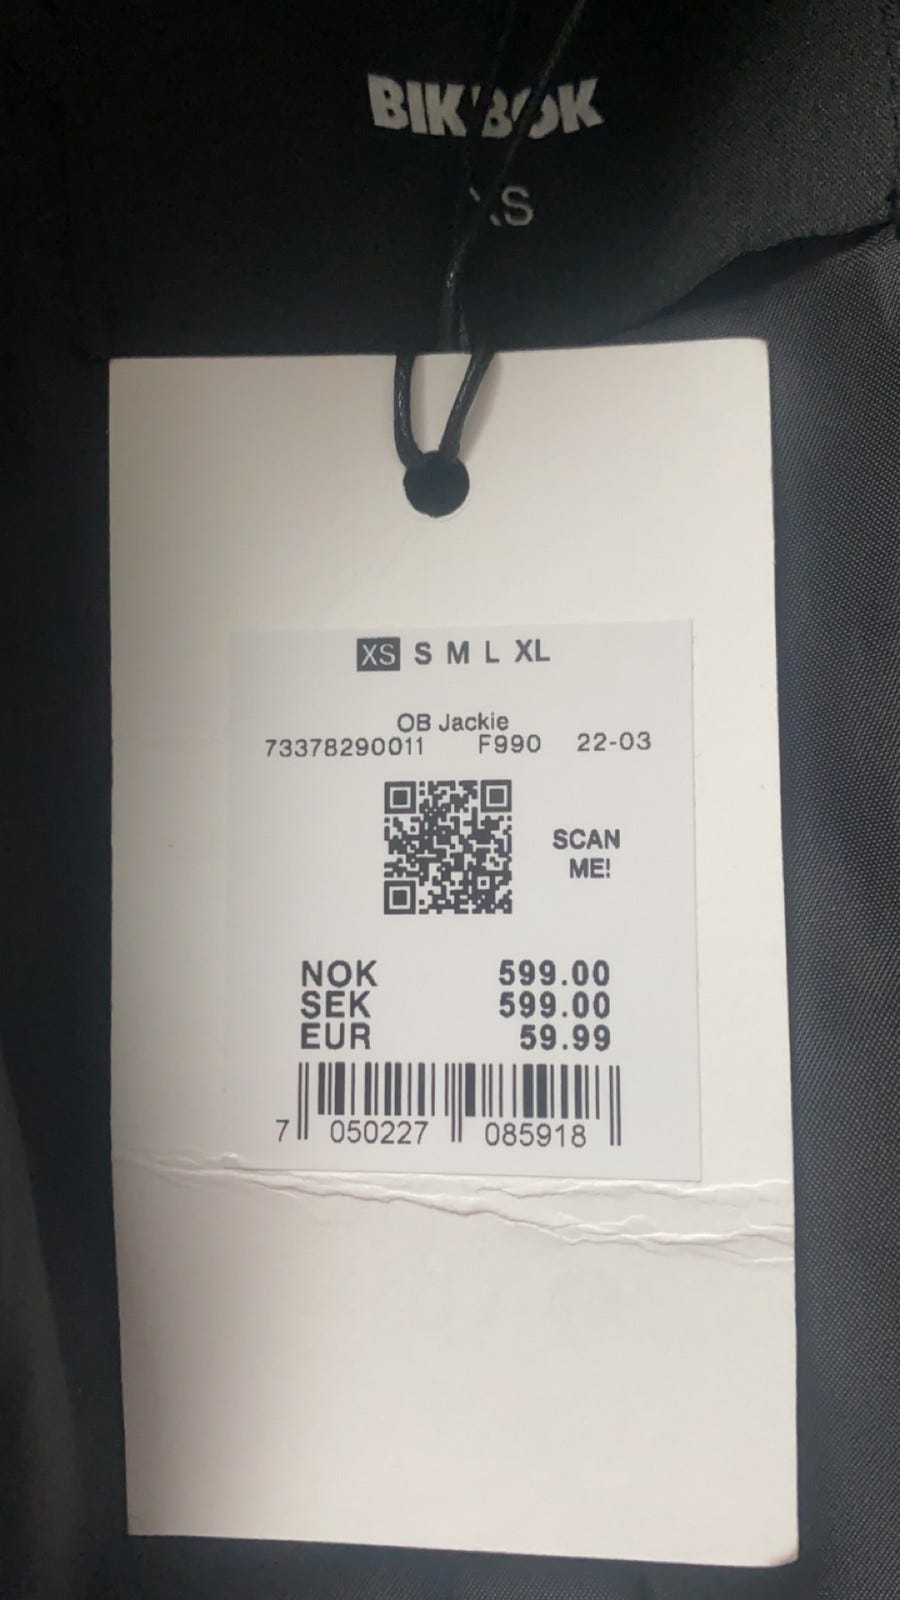 BIK BOK
XS
XS S M L XL
OB Jackie
73378290011 F990 22-03
SCAN
ME!
NOK 599.00
SEK 599.00
EUR 59.99
7 050227 085918